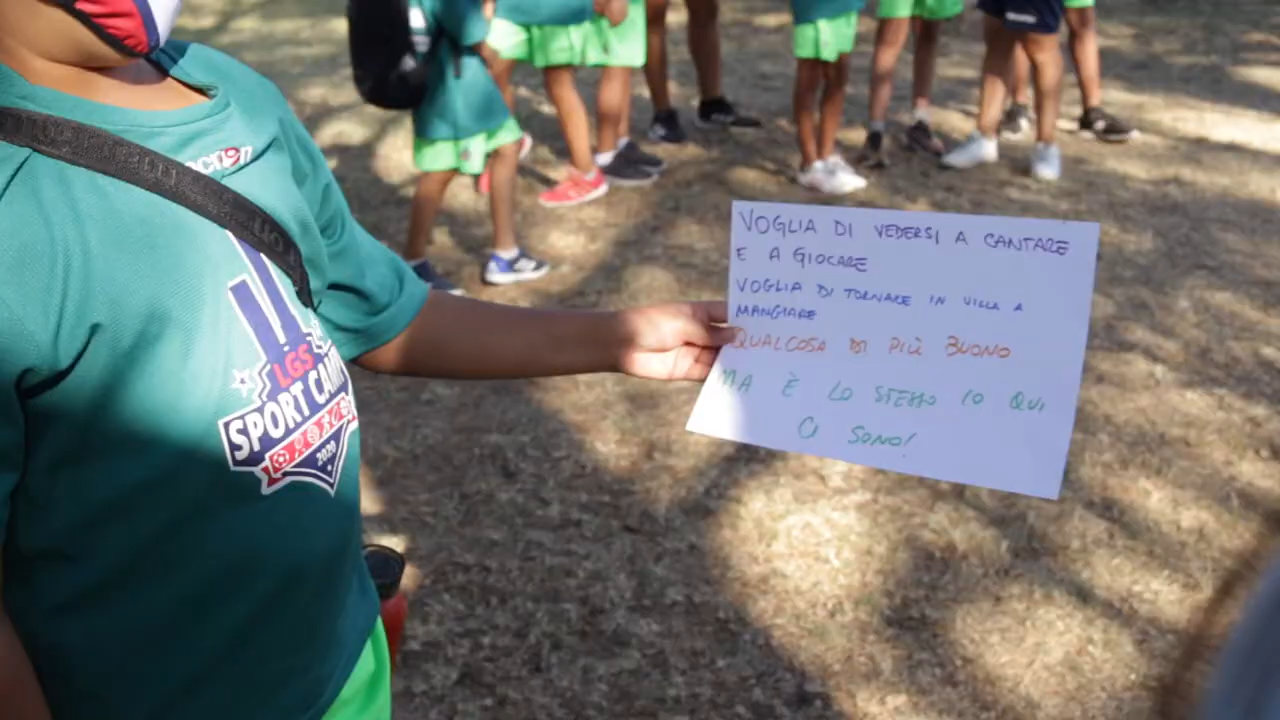 VOGLIA DI VEDERSI A CANTARE
E A GIOCARE
VOGLIA DI TORNARE IN VILLA A
MANGIARE
QUALCOSA DI PIÙ BUONO
MA È LO STESSO IO QUI
CI SONO!
LGS
SPORT CAMP
2020